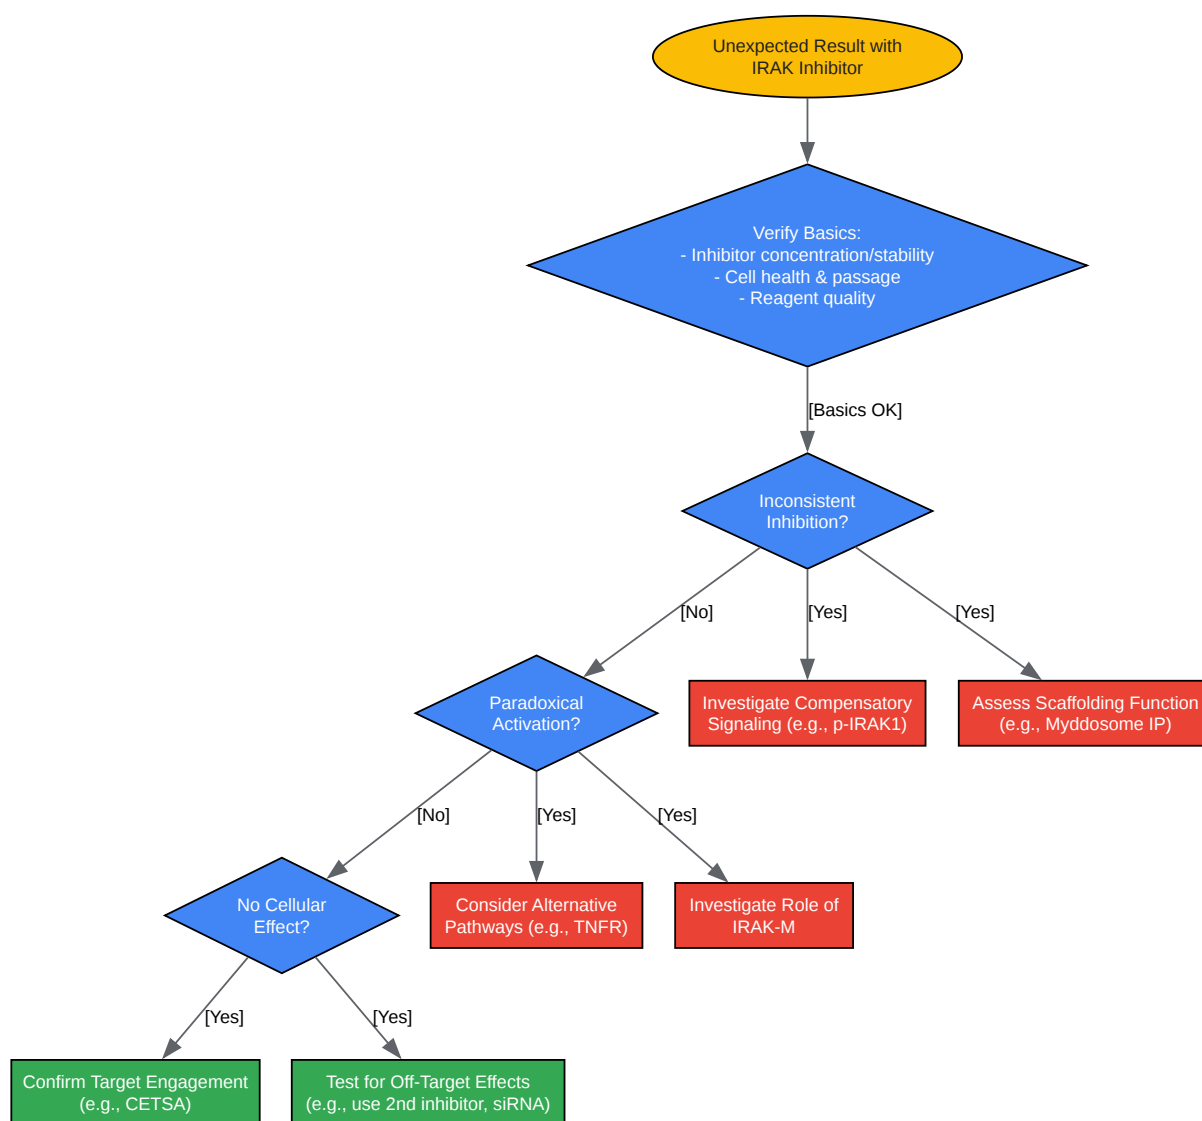 Unexpected Result with
IRAK Inhibitor
Verify Basics:
- Inhibitor concentration/stability
- Cell health & passage
- Reagent quality
[Basics OK]
Inconsistent
Inhibition?
[No]
[Yes]
[Yes]
Paradoxical
Activation?
Investigate Compensatory
Signaling (e.g., p-IRAK1)
Assess Scaffolding Function
(e.g., Myddosome IP)
[No]
[Yes]
[Yes]
No Cellular
Effect?
Consider Alternative
Pathways (e.g., TNFR)
Investigate Role of
IRAK-M
[Yes]
[Yes]
Confirm Target Engagement
(e.g., CETSA)
Test for Off-Target Effects
(e.g., use 2nd inhibitor, siRNA)